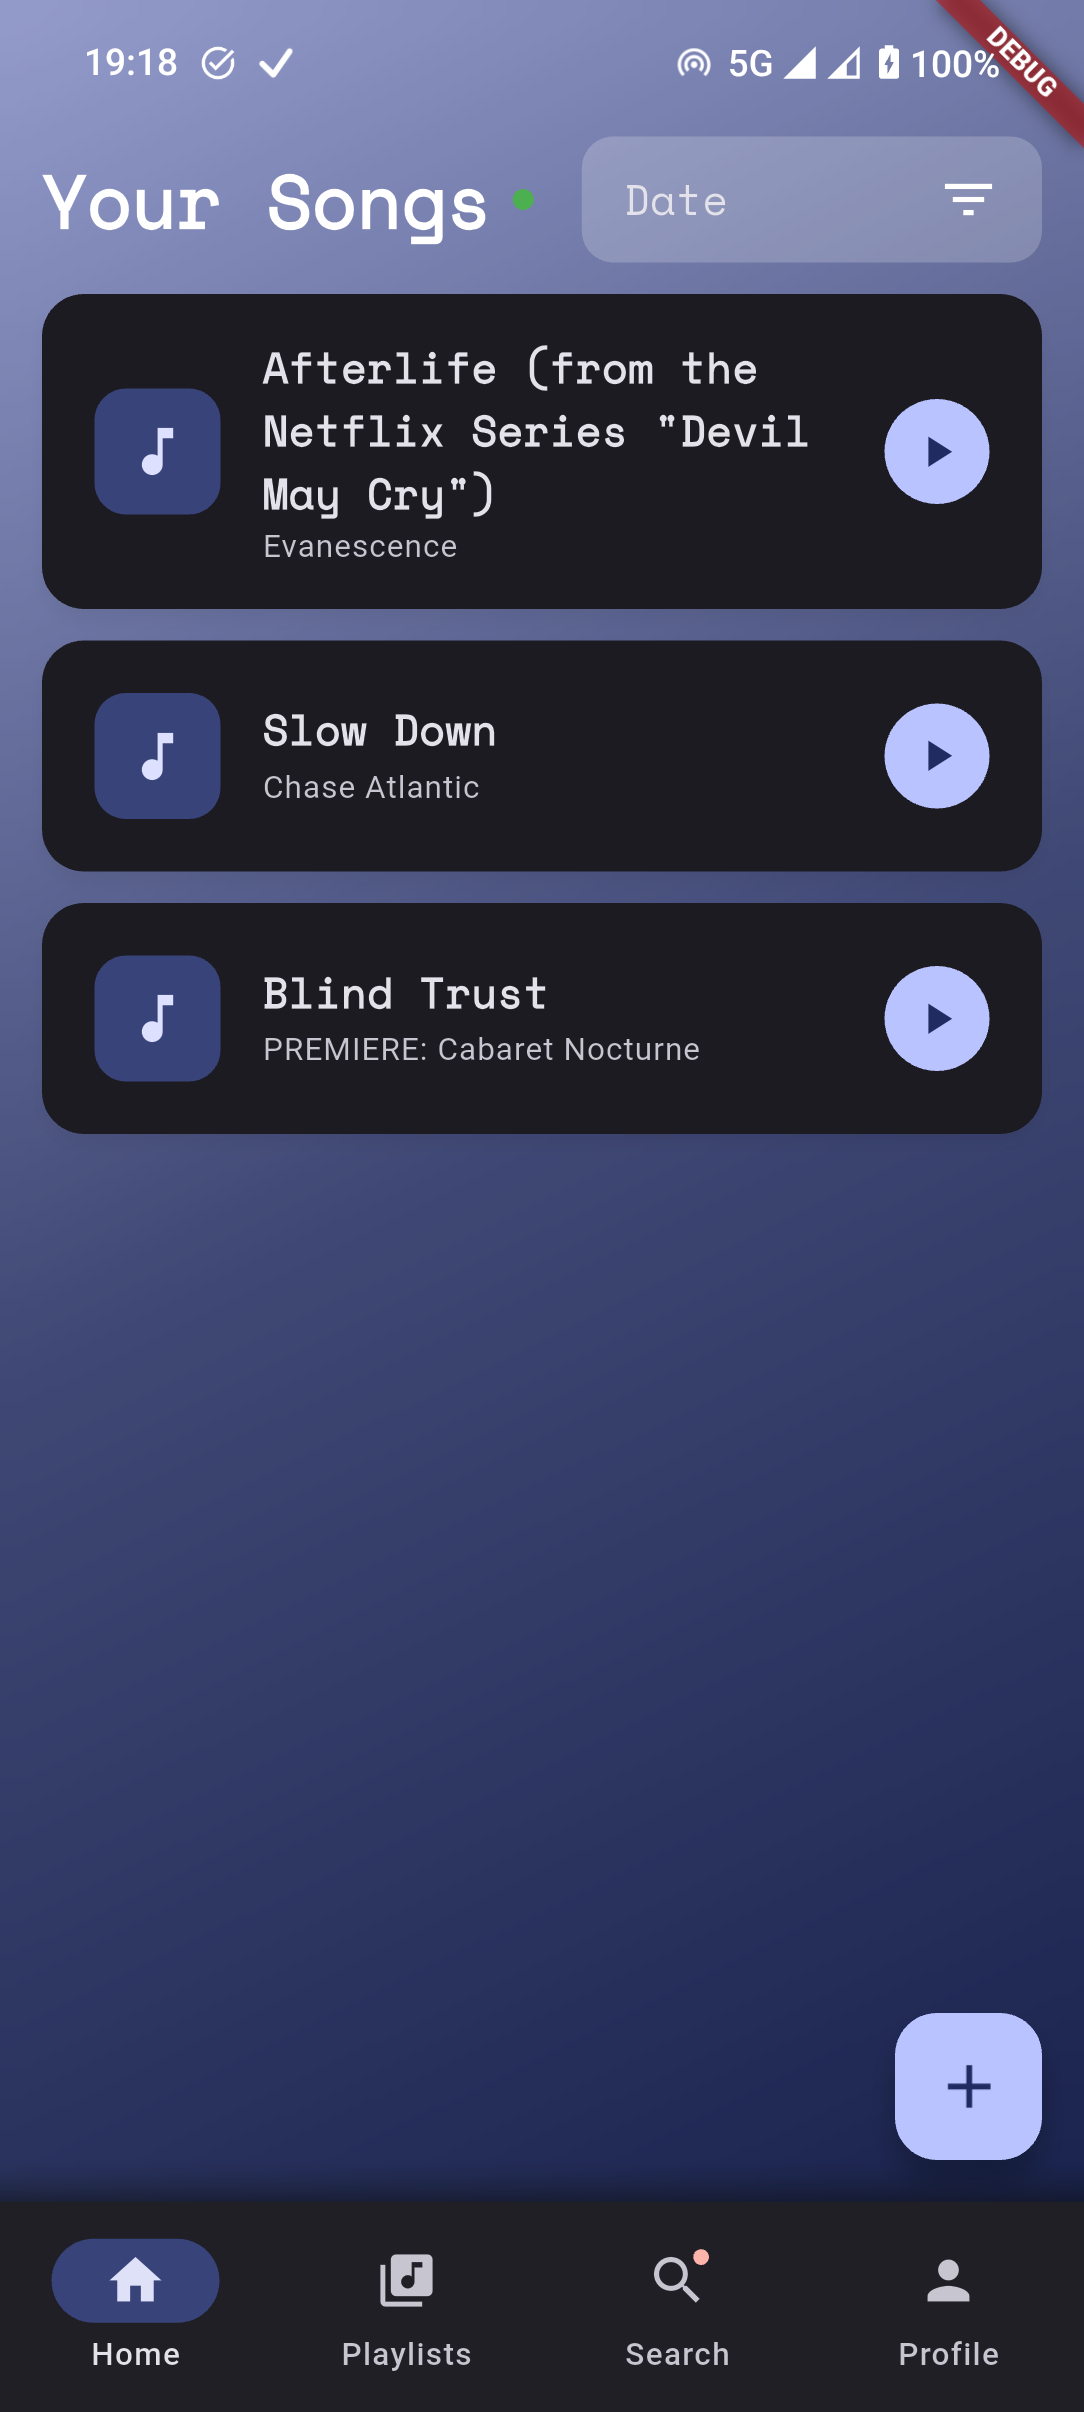 19:18
5G
100%
DEBUG
Your Songs
Date
Afterlife (from the
Netflix Series "Devil
May Cry")
Evanescence
Slow Down
Chase Atlantic
Blind Trust
PREMIERE: Cabaret Nocturne
Home
Playlists
Search
Profile